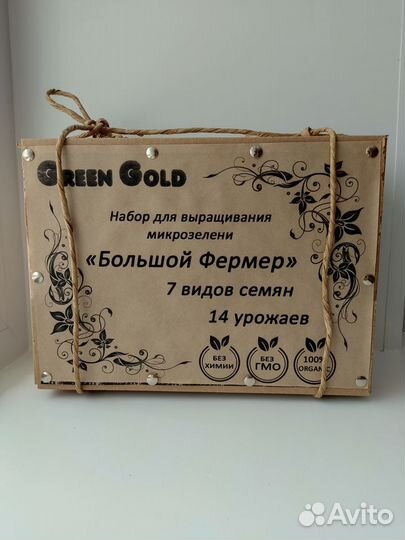 GREEN GOLD
Набор для выращивания
микрозелени
«Большой Фермер»
7 видов семян
14 урожаев
БЕЗ
ХИМИИ
БЕЗ
ГМО
100%
ORGANIC
Avito